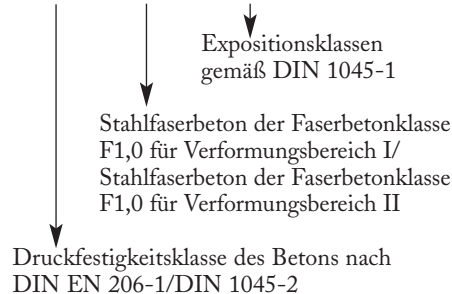 Expositionsklassen
gemäß DIN 1045-1
Stahlfaserbeton der Faserbetonklasse
F1,0 für Verformungsbereich I/
Stahlfaserbeton der Faserbetonklasse
F1,0 für Verformungsbereich II
Druckfestigkeitsklasse des Betons nach
DIN EN 206-1/DIN 1045-2